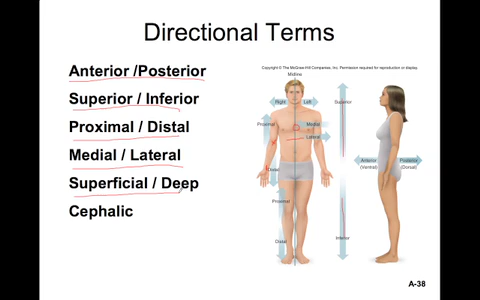 Directional Terms
Anterior /Posterior
Superior / Inferior
Proximal / Distal
Medial / Lateral
Superficial / Deep
Cephalic
Copyright © The McGraw-Hill Companies, Inc. Permission required for reproduction or display.
Midline
Right Left
Superior
Proximal
Medial
Lateral
Anterior
(Ventral)
Posterior
(Dorsal)
Distal
Proximal
Distal
Inferior
A-38